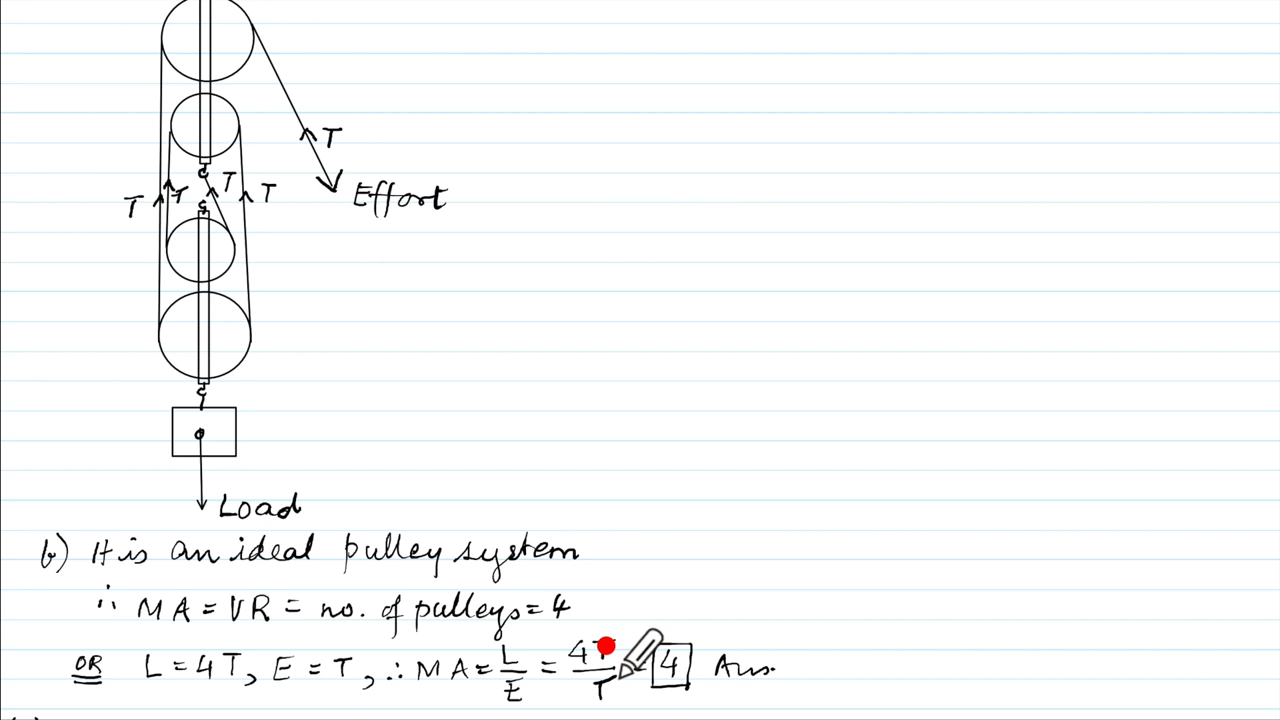 T
T T T T
Effort
Load
b) It is an ideal pulley system
∴ MA = VR = no. of pulleys = 4
OR L = 4T, E = T, ∴ MA = L/E = 4T/T = 4 Ans